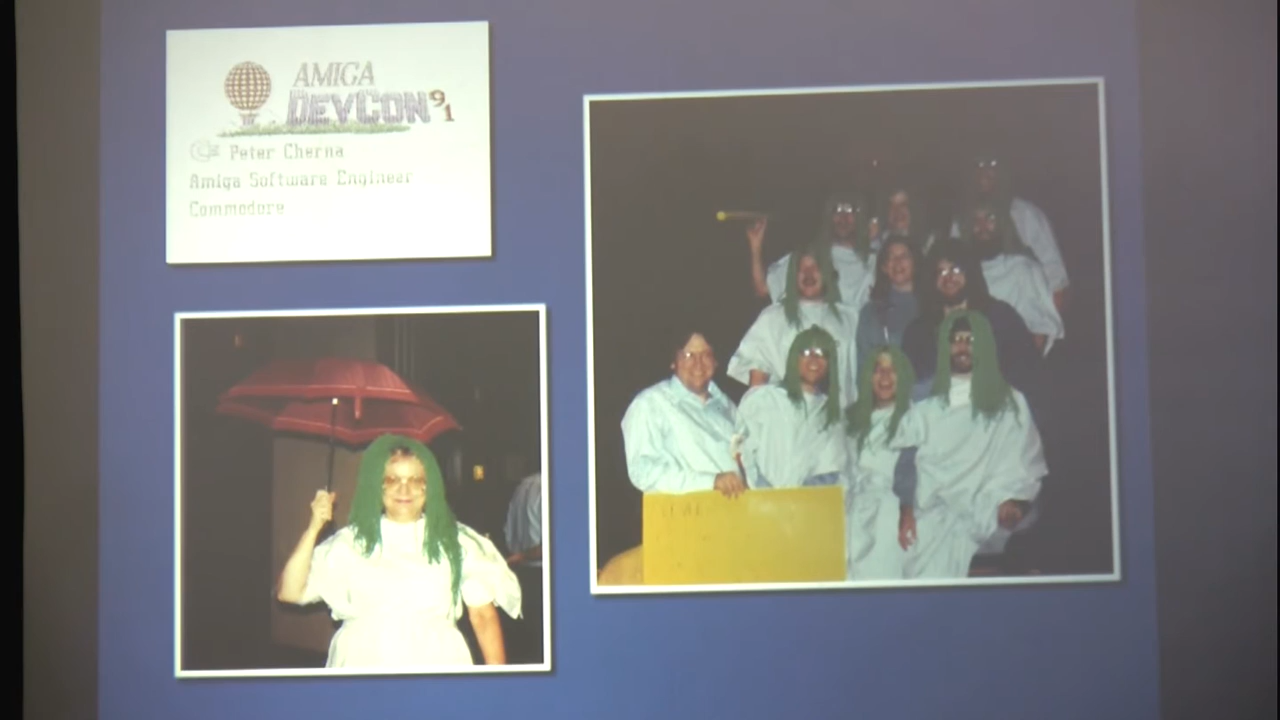 AMIGA
DEVCON 91
Peter Cherna
Amiga Software Engineer
Commodore